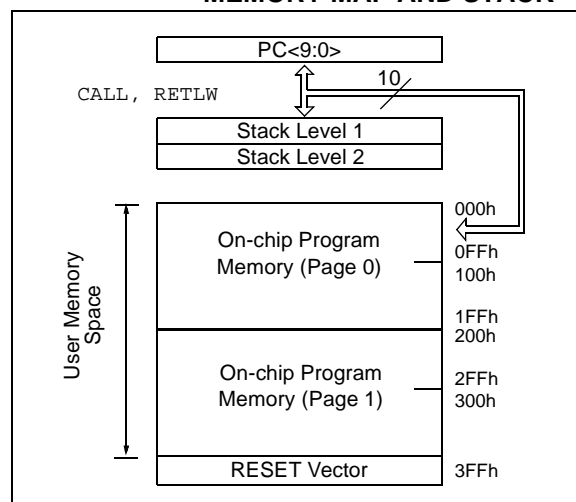 MEMORY MAP AND STACK
PC<9:0>
10
CALL, RETLW
Stack Level 1
Stack Level 2
User Memory
Space
On-chip Program
Memory (Page 0)
000h
0FFh
100h
1FFh
200h
On-chip Program
Memory (Page 1)
2FFh
300h
RESET Vector
3FFh